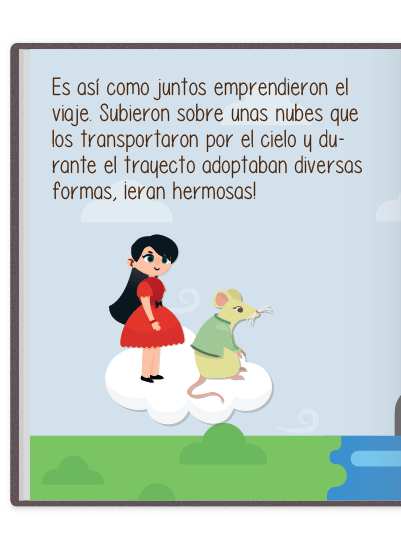 Es así como juntos emprendieron el
viaje. Subieron sobre unas nubes que
los transportaron por el cielo y du-
rante el trayecto adoptaban diversas
formas, ¡eran hermosas!